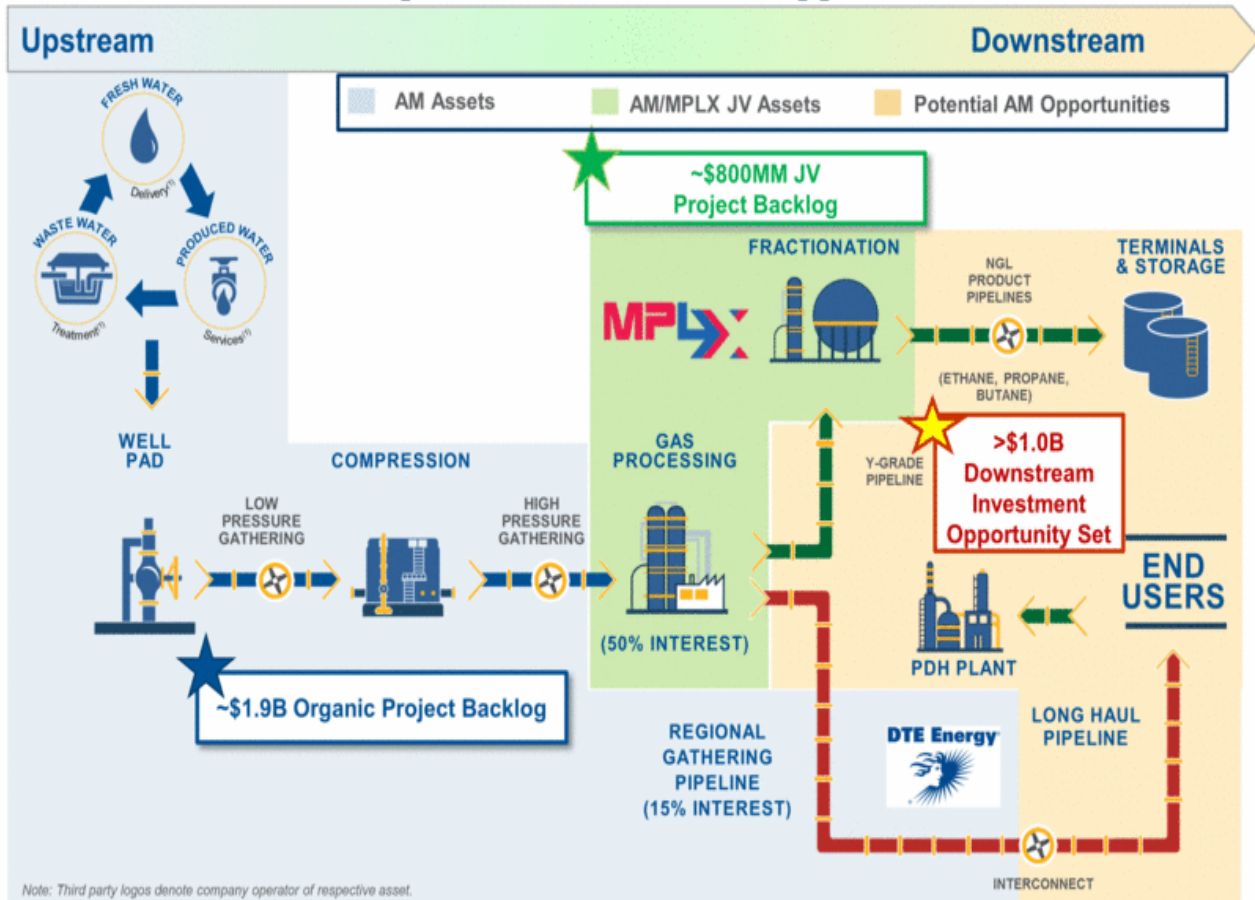 Upstream
Downstream
AM Assets
AM/MPLX JV Assets
Potential AM Opportunities
FRESH WATER
Delivery(1)
WASTE WATER
Treatment(1)
PRODUCED WATER
Services(1)
~$800MM JV
Project Backlog
FRACTIONATION
MPLX
NGL
PRODUCT
PIPELINES
(ETHANE, PROPANE,
BUTANE)
TERMINALS
& STORAGE
WELL
PAD
LOW
PRESSURE
GATHERING
COMPRESSION
HIGH
PRESSURE
GATHERING
GAS
PROCESSING
(50% INTEREST)
Y-GRADE
PIPELINE
>$1.0B
Downstream
Investment
Opportunity Set
END
USERS
PDH PLANT
~$1.9B Organic Project Backlog
REGIONAL
GATHERING
PIPELINE
(15% INTEREST)
DTE Energy
LONG HAUL
PIPELINE
INTERCONNECT
Note: Third party logos denote company operator of respective asset.